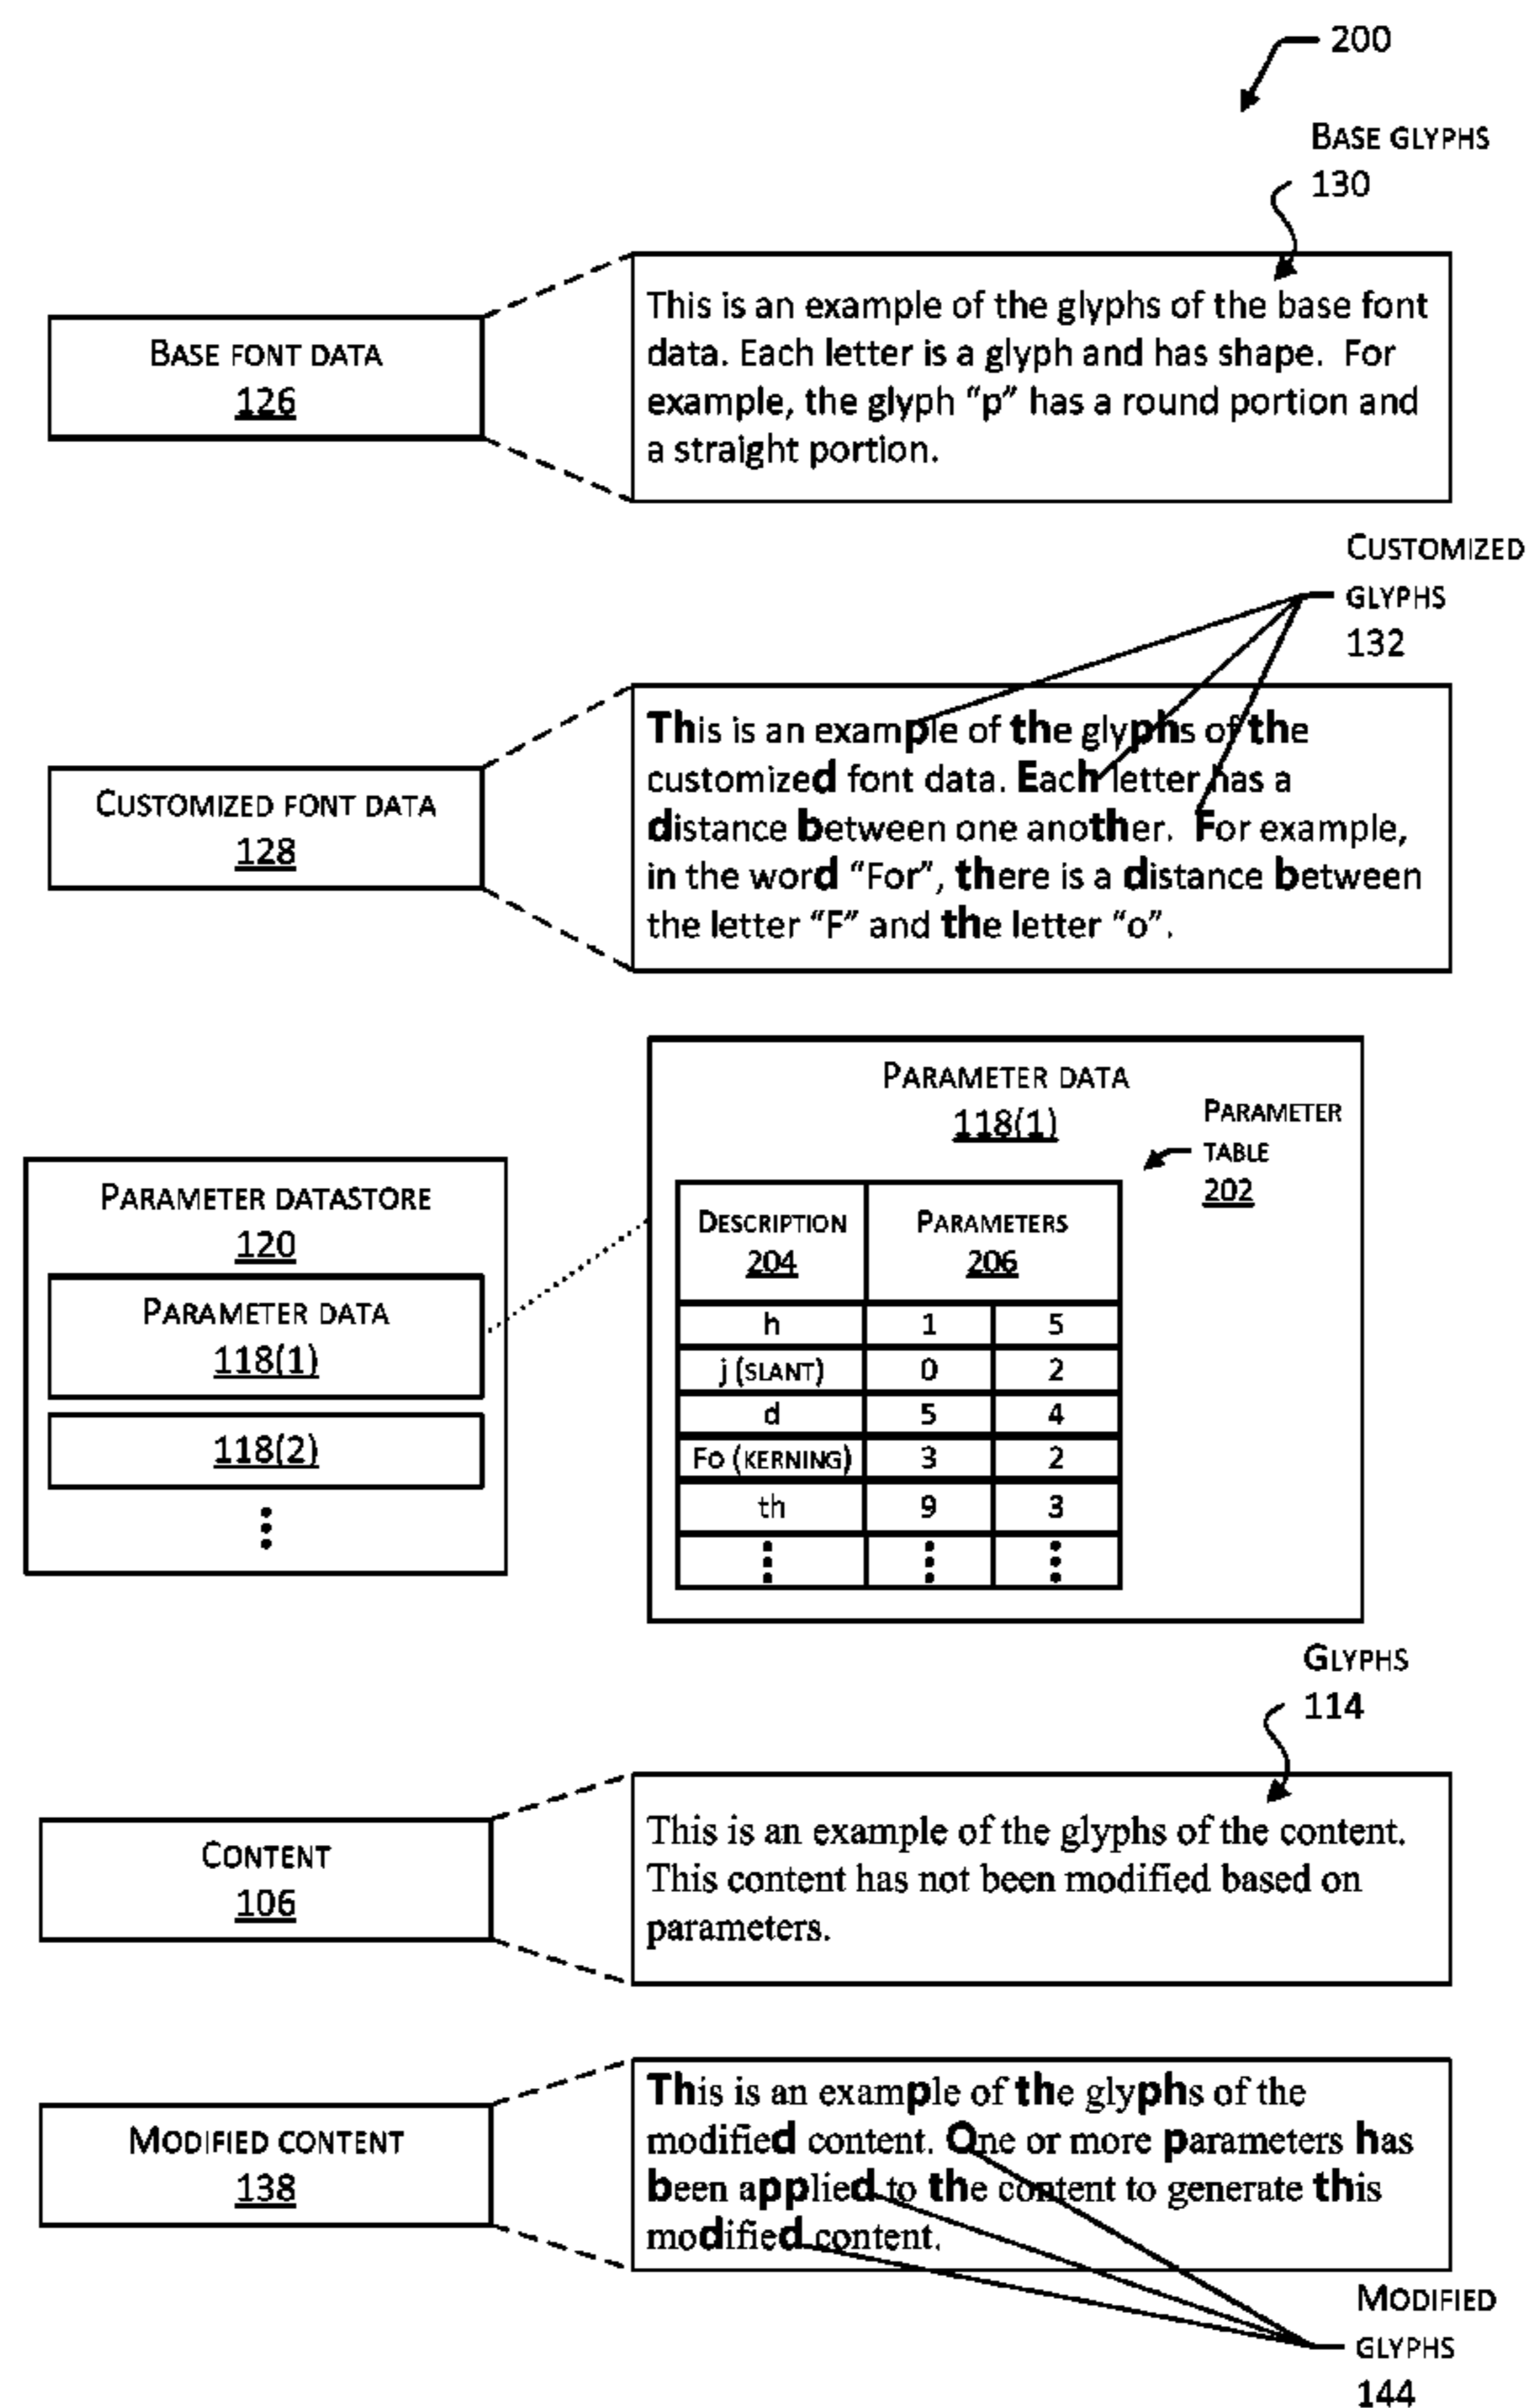 200
BASE GLYPHS
130
This is an example of the glyphs of the base font
data. Each letter is a glyph and has shape.  For
example, the glyph “p” has a round portion and
a straight portion.
BASE FONT DATA
126
CUSTOMIZED
GLYPHS
132
This is an example of the glyphs of the
customized font data. Each letter has a
distance between one another.  For example,
in the word “For”, there is a distance between
the letter “F” and the letter “o”.
CUSTOMIZED FONT DATA
128
PARAMETER DATA
118(1)
PARAMETER
TABLE
202
DESCRIPTION PARAMETERS
204 206
h 1 5
j (SLANT) 0 2
d 5 4
Fo (KERNING) 3 2
th 9 3
PARAMETER DATASTORE
120
PARAMETER DATA
118(1)
118(2)
GLYPHS
114
This is an example of the glyphs of the content.
This content has not been modified based on
parameters.
CONTENT
106
This is an example of the glyphs of the
modified content. One or more parameters has
been applied to the content to generate this
modified content.
MODIFIED CONTENT
138
MODIFIED
GLYPHS
144